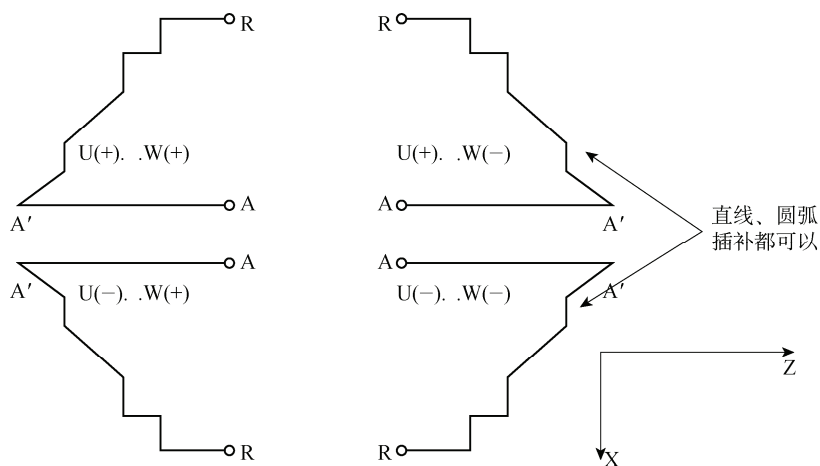 R
R
U(+). .W(+)
U(+). .W(−)
A
A
A′
A′
直线、圆弧
插补都可以
A
A
A′
A′
U(−). .W(+)
U(−). .W(−)
Z
R
R
X